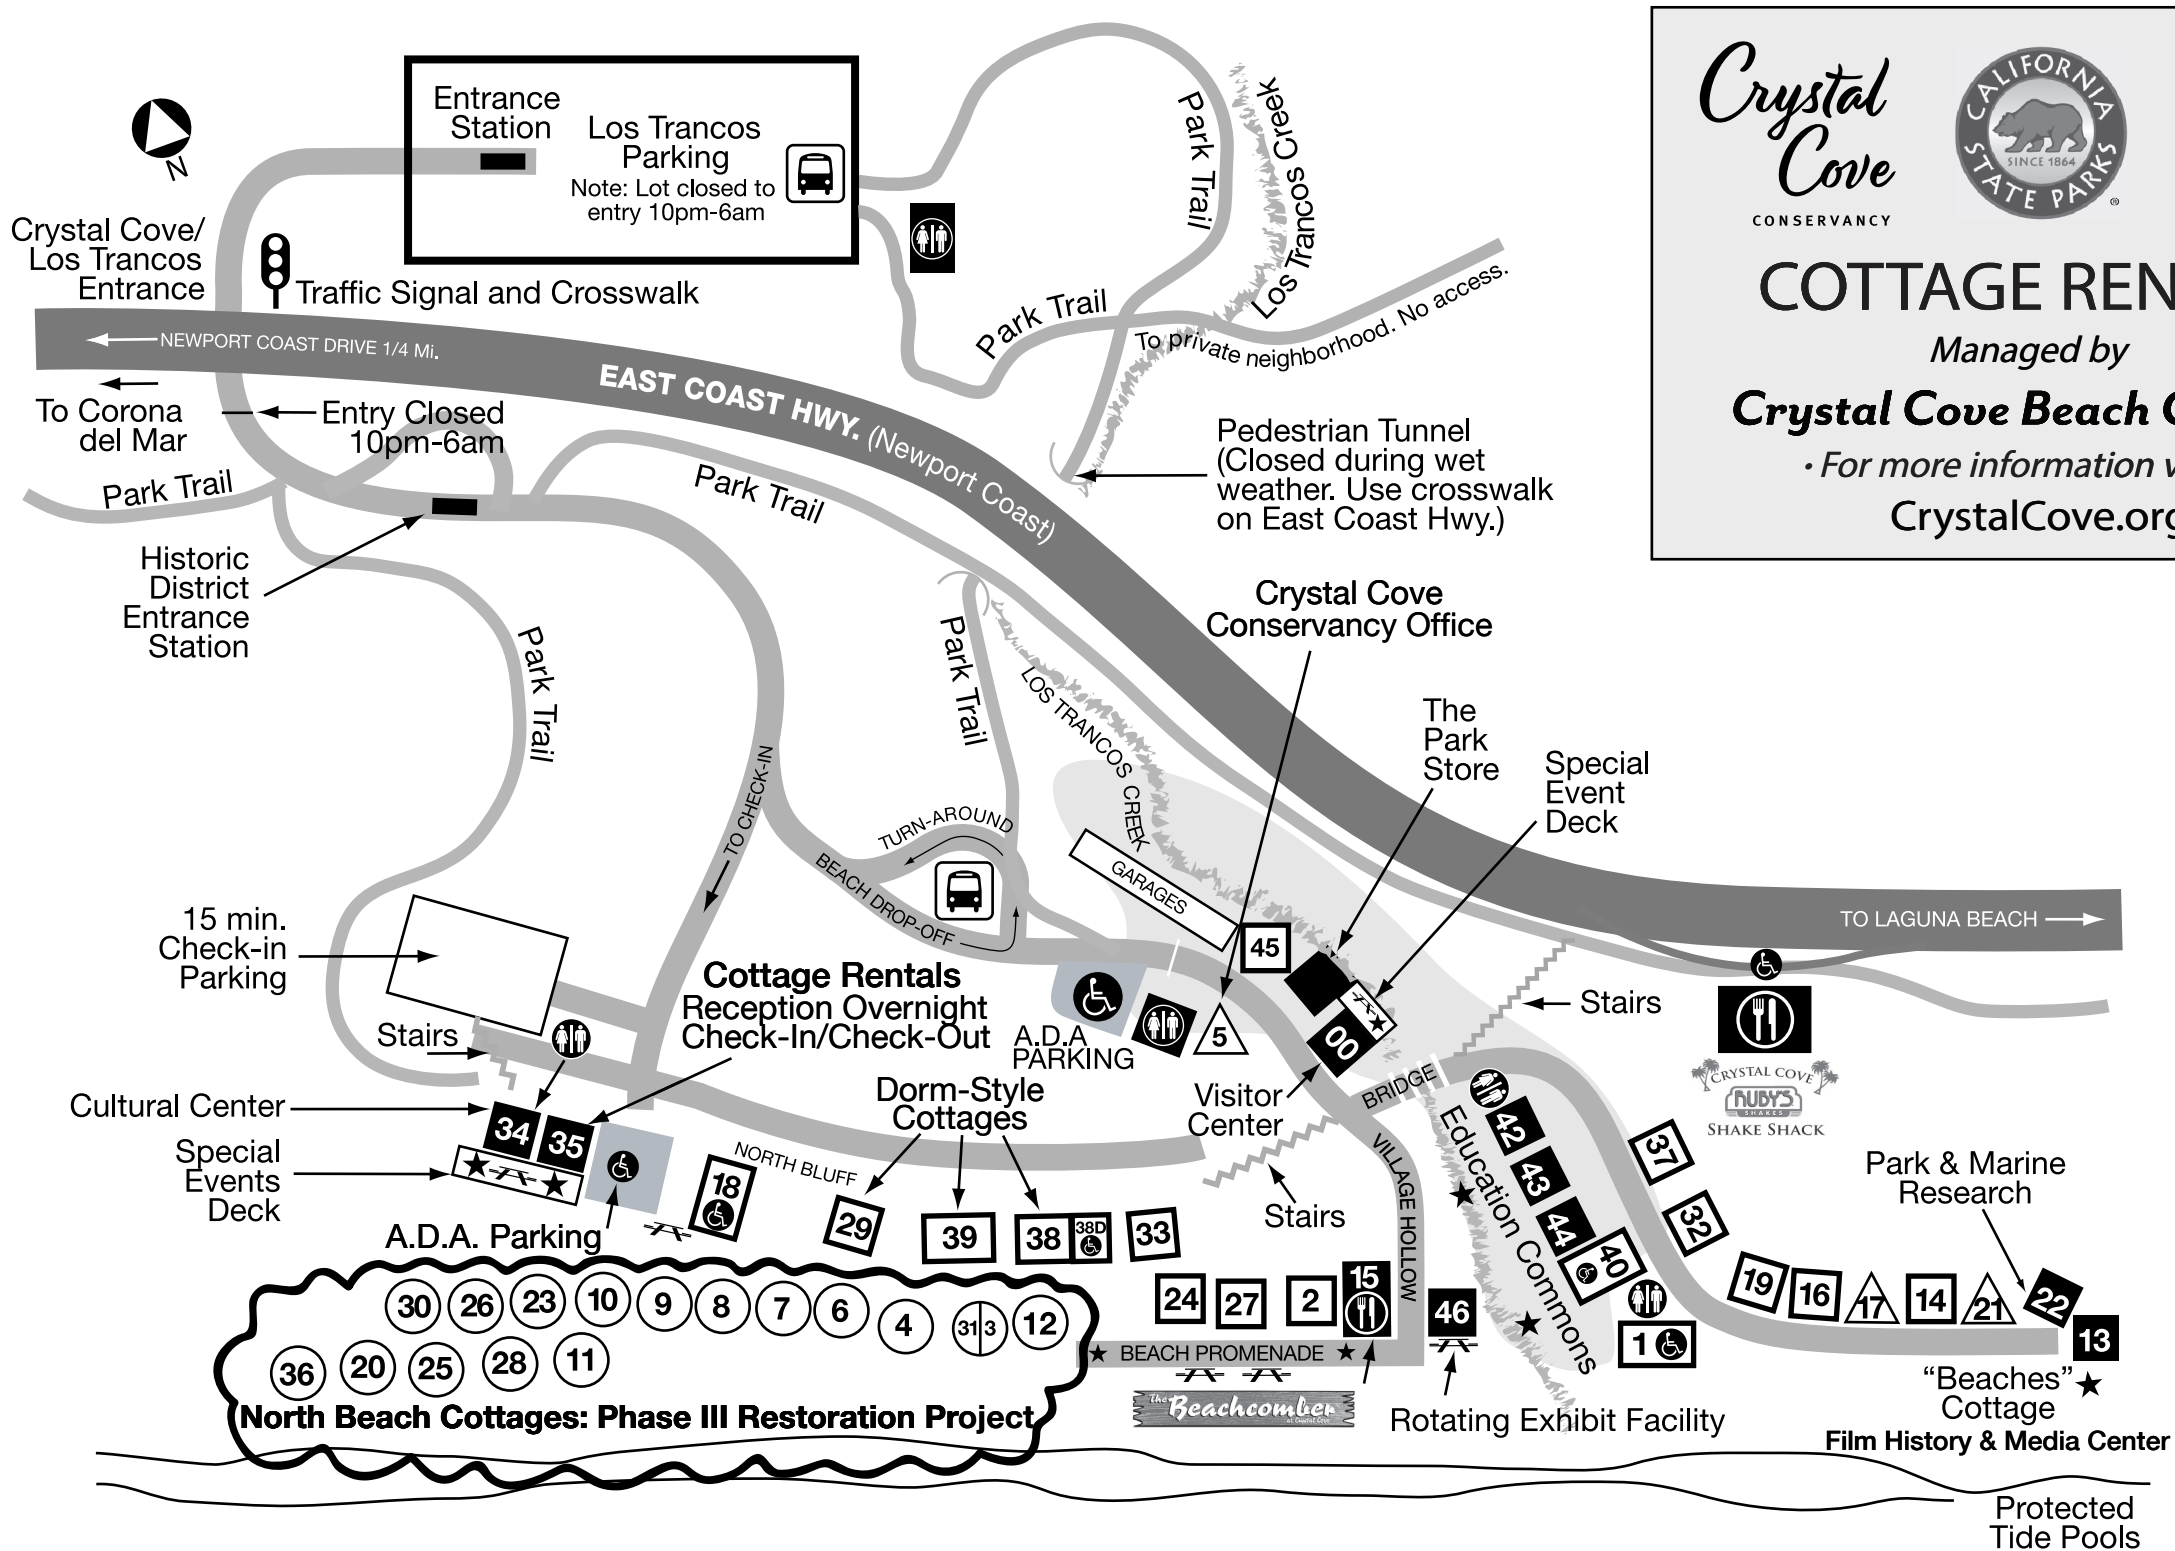 Entrance
Station
Los Trancos
Parking
Note: Lot closed to
entry 10pm-6am
N
Crystal Cove/
Los Trancos
Entrance
Traffic Signal and Crosswalk
Park Trail
Los Trancos Creek
Park Trail
To private neighborhood. No access.
Crystal
Cove
CONSERVANCY
CALIFORNIA
SINCE 1864
STATE PARKS
®
COTTAGE REN
Managed by
Crystal Cove Beach
• For more information
CrystalCove.org
NEWPORT COAST DRIVE 1/4 Mi.
EAST COAST HWY. (Newport Coast)
To Corona
del Mar
Entry Closed
10pm-6am
Park Trail
Park Trail
Pedestrian Tunnel
(Closed during wet
weather. Use crosswalk
on East Coast Hwy.)
Historic
District
Entrance
Station
Park Trail
Park Trail
LOS TRANCOS CREEK
Crystal Cove
Conservancy Office
The
Park
Store
Special
Event
Deck
TO CHECK-IN
TURN-AROUND
BEACH DROP-OFF
GARAGES
TO LAGUNA BEACH
15 min.
Check-in
Parking
Stairs
Cottage Rentals
Reception Overnight
Check-In/Check-Out
A.D.A
PARKING
5
45
00
Stairs
CRYSTAL COVE
RUBY'S
SHAKES
SHAKE SHACK
Cultural Center
34
35
Special
Events
Deck
A.D.A. Parking
Dorm-Style
Cottages
NORTH BLUFF
18
29
39
38
38D
33
Visitor
Center
BRIDGE
Stairs
VILLAGE HOLLOW
Education Commons
42
43
44
40
37
32
Park & Marine
Research
19
16
17
14
21
22
13
24
27
2
15
46
1
30
26
23
10
9
8
7
6
4
31
3
12
36
20
25
28
11
North Beach Cottages: Phase III Restoration Project
BEACH PROMENADE
The
Beachcomber
at Crystal Cove
Rotating Exhibit Facility
“Beaches”
Cottage
Film History & Media Center
Protected
Tide Pools